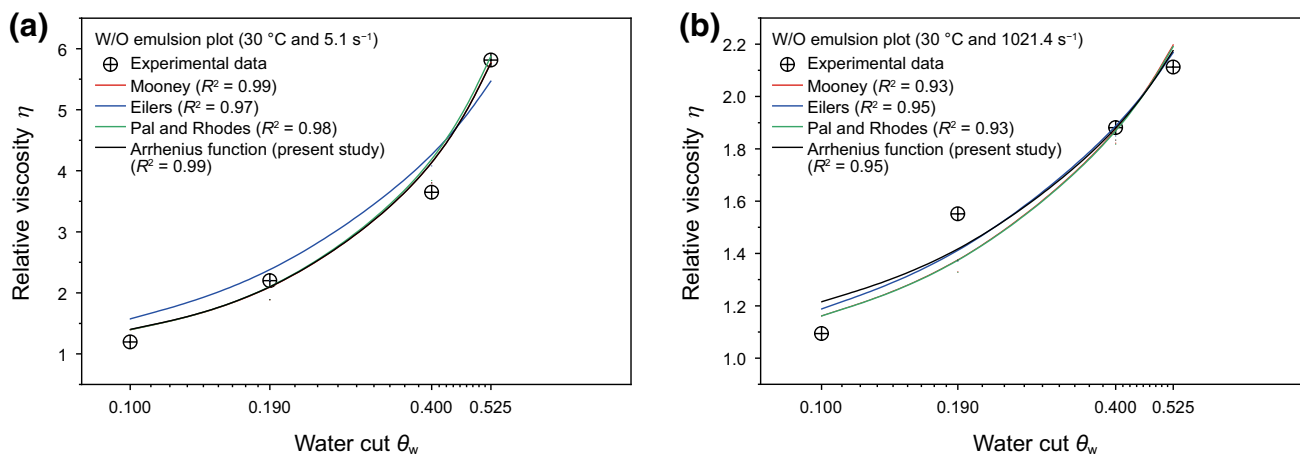 (a)
W/O emulsion plot (30 °C and 5.1 s⁻¹)
Experimental data
Mooney (R² = 0.99)
Eilers (R² = 0.97)
Pal and Rhodes (R² = 0.98)
Arrhenius function (present study)
(R² = 0.99)
Relative viscosity η
6
5
4
3
2
1
0.100 0.190 0.400 0.525
Water cut θw
(b)
W/O emulsion plot (30 °C and 1021.4 s⁻¹)
Experimental data
Mooney (R² = 0.93)
Eilers (R² = 0.95)
Pal and Rhodes (R² = 0.93)
Arrhenius function (present study)
(R² = 0.95)
Relative viscosity η
2.2
2.0
1.8
1.6
1.4
1.2
1.0
0.100 0.190 0.400 0.525
Water cut θw